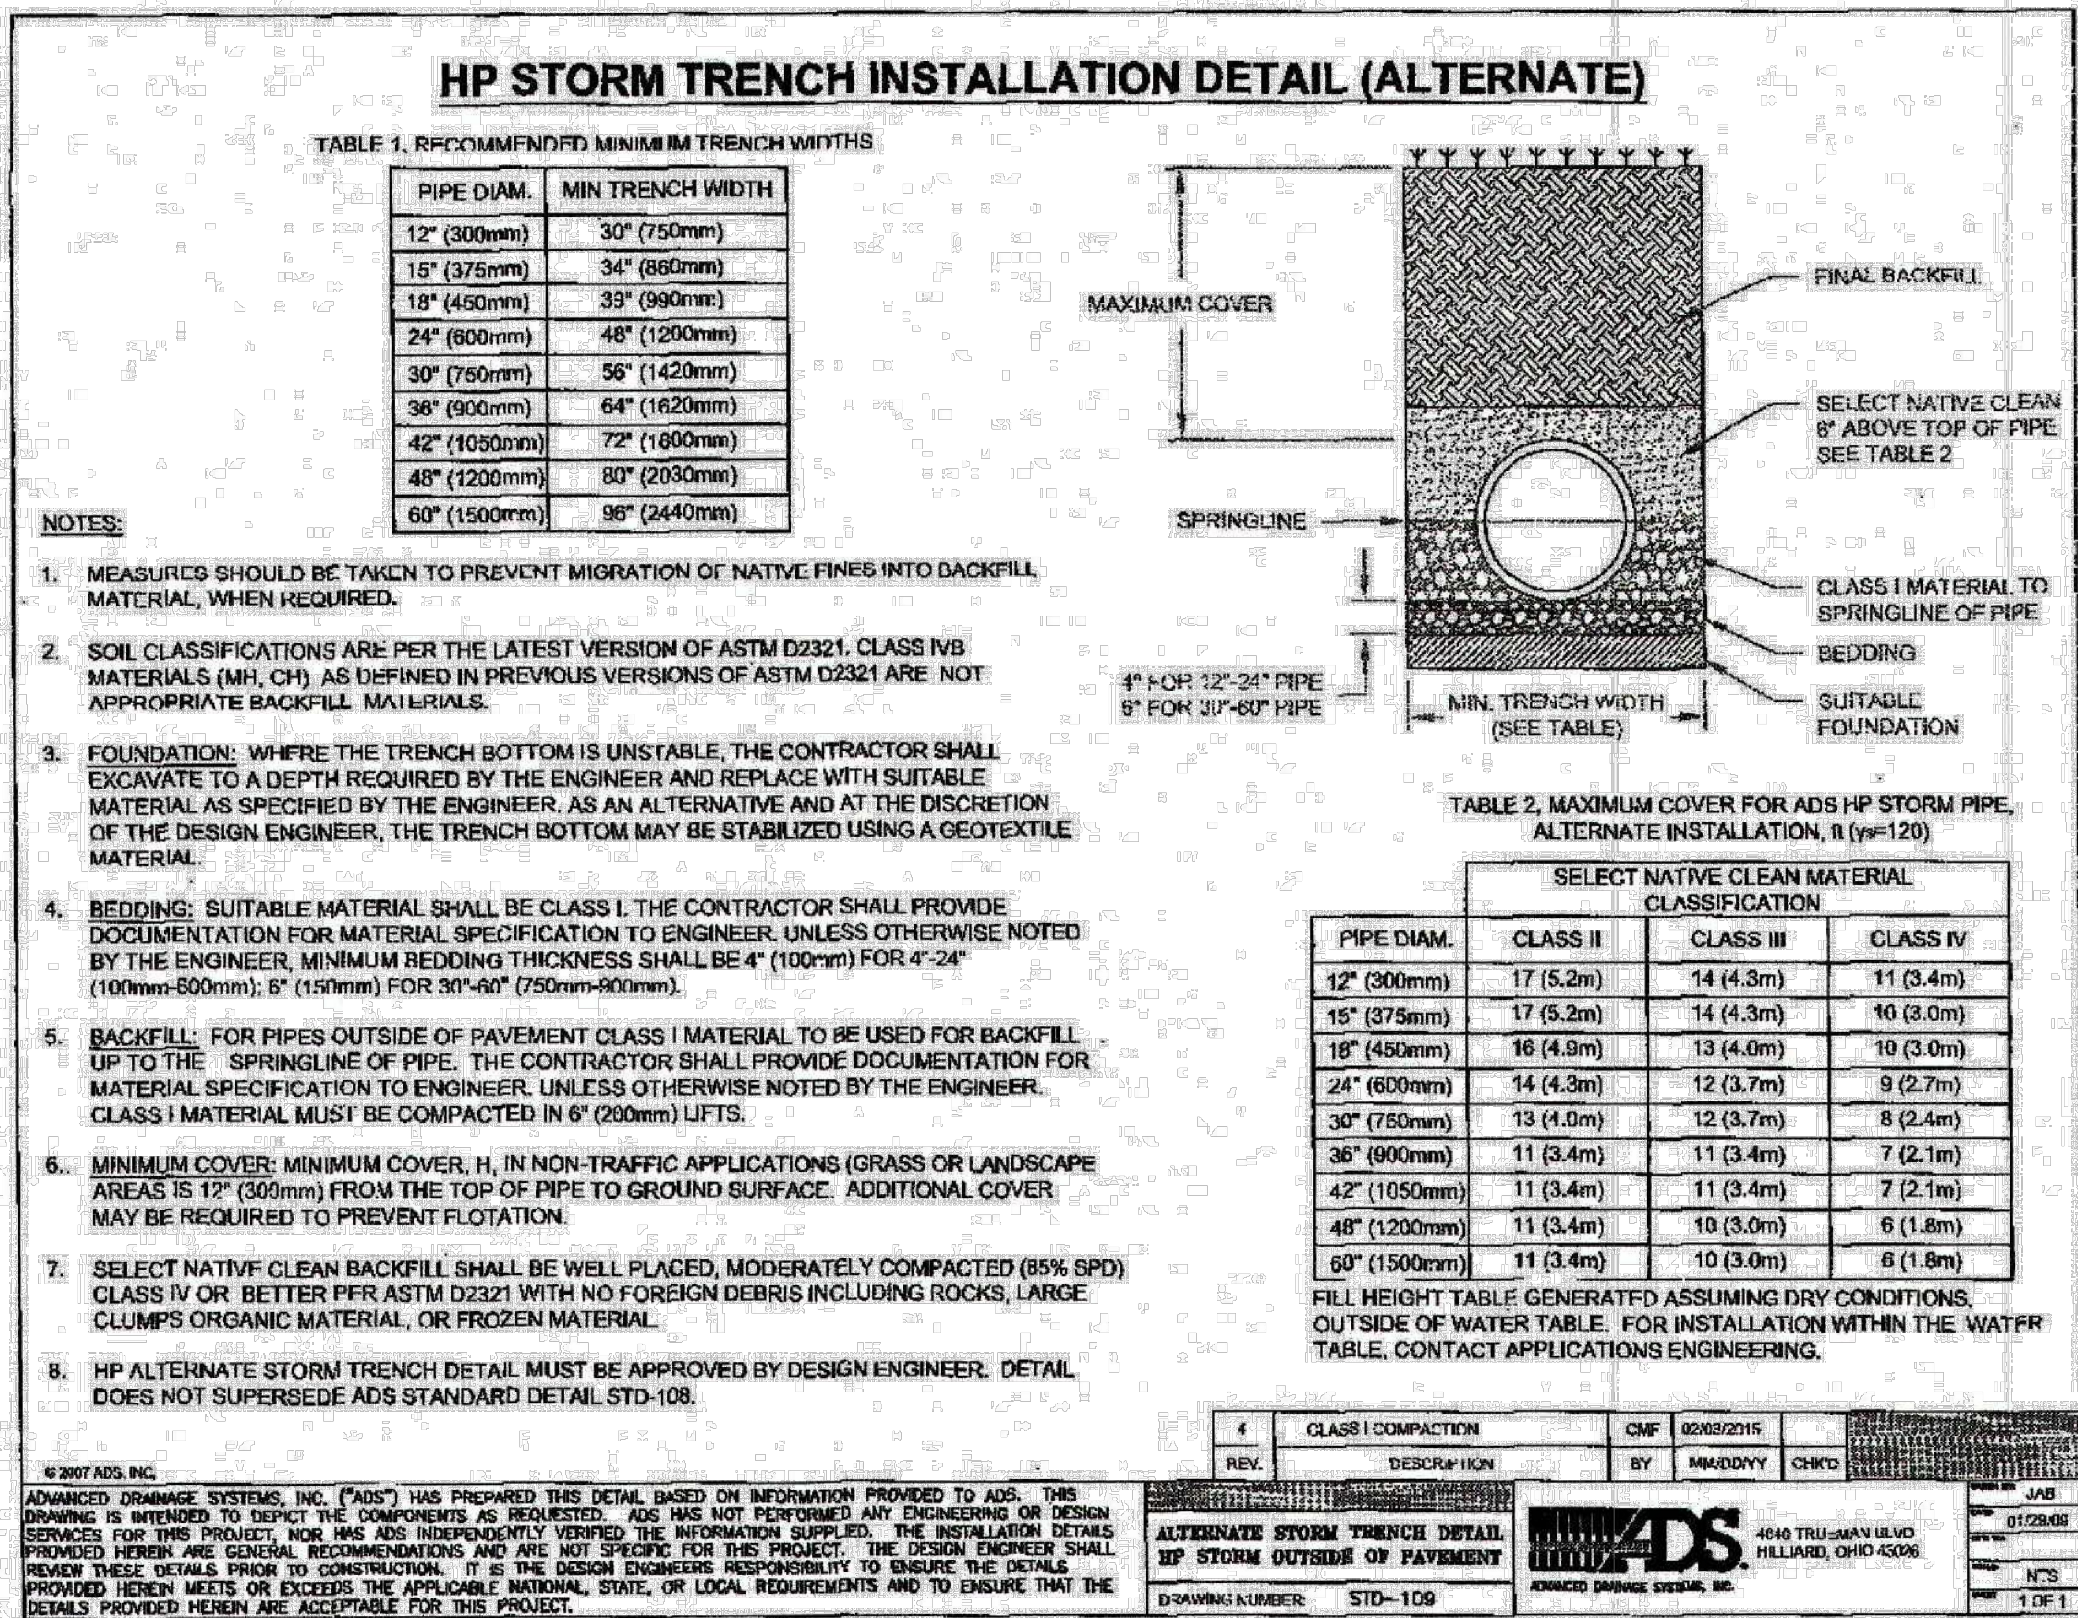 HP STORM TRENCH INSTALLATION DETAIL (ALTERNATE)
TABLE 1, RECOMMENDED MINIMUM TRENCH WIDTHS
PIPE DIAM. MIN TRENCH WIDTH
12" (300mm) 30" (750mm)
15" (375mm) 34" (860mm)
18" (450mm) 39" (990mm)
24" (600mm) 48" (1200mm)
30" (750mm) 56" (1420mm)
36" (900mm) 64" (1620mm)
42" (1050mm) 72" (1800mm)
48" (1200mm) 80" (2030mm)
60" (1500mm) 96" (2440mm)
MAXIMUM COVER
FINAL BACKFILL
SELECT NATIVE CLEAN
6" ABOVE TOP OF PIPE
SEE TABLE 2
SPRINGLINE
CLASS I MATERIAL TO
SPRINGLINE OF PIPE
BEDDING
4" FOR 12"-24" PIPE
6" FOR 30"-60" PIPE
MIN. TRENCH WIDTH
(SEE TABLE)
SUITABLE
FOUNDATION
NOTES:
1. MEASURES SHOULD BE TAKEN TO PREVENT MIGRATION OF NATIVE FINES INTO BACKFILL
MATERIAL, WHEN REQUIRED.
2. SOIL CLASSIFICATIONS ARE PER THE LATEST VERSION OF ASTM D2321. CLASS IVB
MATERIALS (MH, CH) AS DEFINED IN PREVIOUS VERSIONS OF ASTM D2321 ARE NOT
APPROPRIATE BACKFILL MATERIALS.
3. FOUNDATION: WHERE THE TRENCH BOTTOM IS UNSTABLE, THE CONTRACTOR SHALL
EXCAVATE TO A DEPTH REQUIRED BY THE ENGINEER AND REPLACE WITH SUITABLE
MATERIAL AS SPECIFIED BY THE ENGINEER. AS AN ALTERNATIVE AND AT THE DISCRETION
OF THE DESIGN ENGINEER, THE TRENCH BOTTOM MAY BE STABILIZED USING A GEOTEXTILE
MATERIAL.
4. BEDDING: SUITABLE MATERIAL SHALL BE CLASS I. THE CONTRACTOR SHALL PROVIDE
DOCUMENTATION FOR MATERIAL SPECIFICATION TO ENGINEER. UNLESS OTHERWISE NOTED
BY THE ENGINEER, MINIMUM BEDDING THICKNESS SHALL BE 4" (100mm) FOR 4"-24"
(100mm-600mm); 6" (150mm) FOR 30"-60" (750mm-900mm).
5. BACKFILL: FOR PIPES OUTSIDE OF PAVEMENT CLASS I MATERIAL TO BE USED FOR BACKFILL
UP TO THE SPRINGLINE OF PIPE. THE CONTRACTOR SHALL PROVIDE DOCUMENTATION FOR
MATERIAL SPECIFICATION TO ENGINEER. UNLESS OTHERWISE NOTED BY THE ENGINEER.
CLASS I MATERIAL MUST BE COMPACTED IN 6" (200mm) LIFTS.
6. MINIMUM COVER: MINIMUM COVER, H, IN NON-TRAFFIC APPLICATIONS (GRASS OR LANDSCAPE
AREAS IS 12" (300mm) FROM THE TOP OF PIPE TO GROUND SURFACE. ADDITIONAL COVER
MAY BE REQUIRED TO PREVENT FLOTATION.
7. SELECT NATIVE CLEAN BACKFILL SHALL BE WELL PLACED, MODERATELY COMPACTED (85% SPD)
CLASS IV OR BETTER PER ASTM D2321 WITH NO FOREIGN DEBRIS INCLUDING ROCKS, LARGE
CLUMPS ORGANIC MATERIAL, OR FROZEN MATERIAL.
8. HP ALTERNATE STORM TRENCH DETAIL MUST BE APPROVED BY DESIGN ENGINEER. DETAIL
DOES NOT SUPERSEDE ADS STANDARD DETAIL STD-108.
TABLE 2, MAXIMUM COVER FOR ADS HP STORM PIPE,
ALTERNATE INSTALLATION, ft (γs=120)
SELECT NATIVE CLEAN MATERIAL
CLASSIFICATION
PIPE DIAM. CLASS II CLASS III CLASS IV
12" (300mm) 17 (5.2m) 14 (4.3m) 11 (3.4m)
15" (375mm) 17 (5.2m) 14 (4.3m) 10 (3.0m)
18" (450mm) 16 (4.9m) 13 (4.0m) 10 (3.0m)
24" (600mm) 14 (4.3m) 12 (3.7m) 9 (2.7m)
30" (750mm) 13 (4.0m) 12 (3.7m) 8 (2.4m)
36" (900mm) 11 (3.4m) 11 (3.4m) 7 (2.1m)
42" (1050mm) 11 (3.4m) 11 (3.4m) 7 (2.1m)
48" (1200mm) 11 (3.4m) 10 (3.0m) 6 (1.8m)
60" (1500mm) 11 (3.4m) 10 (3.0m) 6 (1.8m)
FILL HEIGHT TABLE GENERATED ASSUMING DRY CONDITIONS,
OUTSIDE OF WATER TABLE. FOR INSTALLATION WITHIN THE WATER
TABLE, CONTACT APPLICATIONS ENGINEERING.
4 CLASS I COMPACTION CMF 02/03/2015
REV. DESCRIPTION BY MM/DD/YY CHK'D
© 2007 ADS, INC.
ADVANCED DRAINAGE SYSTEMS, INC. ("ADS") HAS PREPARED THIS DETAIL BASED ON INFORMATION PROVIDED TO ADS. THIS
DRAWING IS INTENDED TO DEPICT THE COMPONENTS AS REQUESTED. ADS HAS NOT PERFORMED ANY ENGINEERING OR DESIGN
SERVICES FOR THIS PROJECT, NOR HAS ADS INDEPENDENTLY VERIFIED THE INFORMATION SUPPLIED. THE INSTALLATION DETAILS
PROVIDED HEREIN ARE GENERAL RECOMMENDATIONS AND ARE NOT SPECIFIC FOR THIS PROJECT. THE DESIGN ENGINEER SHALL
REVIEW THESE DETAILS PRIOR TO CONSTRUCTION. IT IS THE DESIGN ENGINEERS RESPONSIBILITY TO ENSURE THE DETAILS
PROVIDED HEREIN MEETS OR EXCEEDS THE APPLICABLE NATIONAL, STATE, OR LOCAL REQUIREMENTS AND TO ENSURE THAT THE
DETAILS PROVIDED HEREIN ARE ACCEPTABLE FOR THIS PROJECT.
ALTERNATE STORM TRENCH DETAIL
HP STORM OUTSIDE OF PAVEMENT
DRAWING NUMBER: STD-109
ADS
ADVANCED DRAINAGE SYSTEMS, INC.
4640 TRUEMAN BLVD
HILLIARD, OHIO 43026
JAB
01/29/09
NTS
1 OF 1